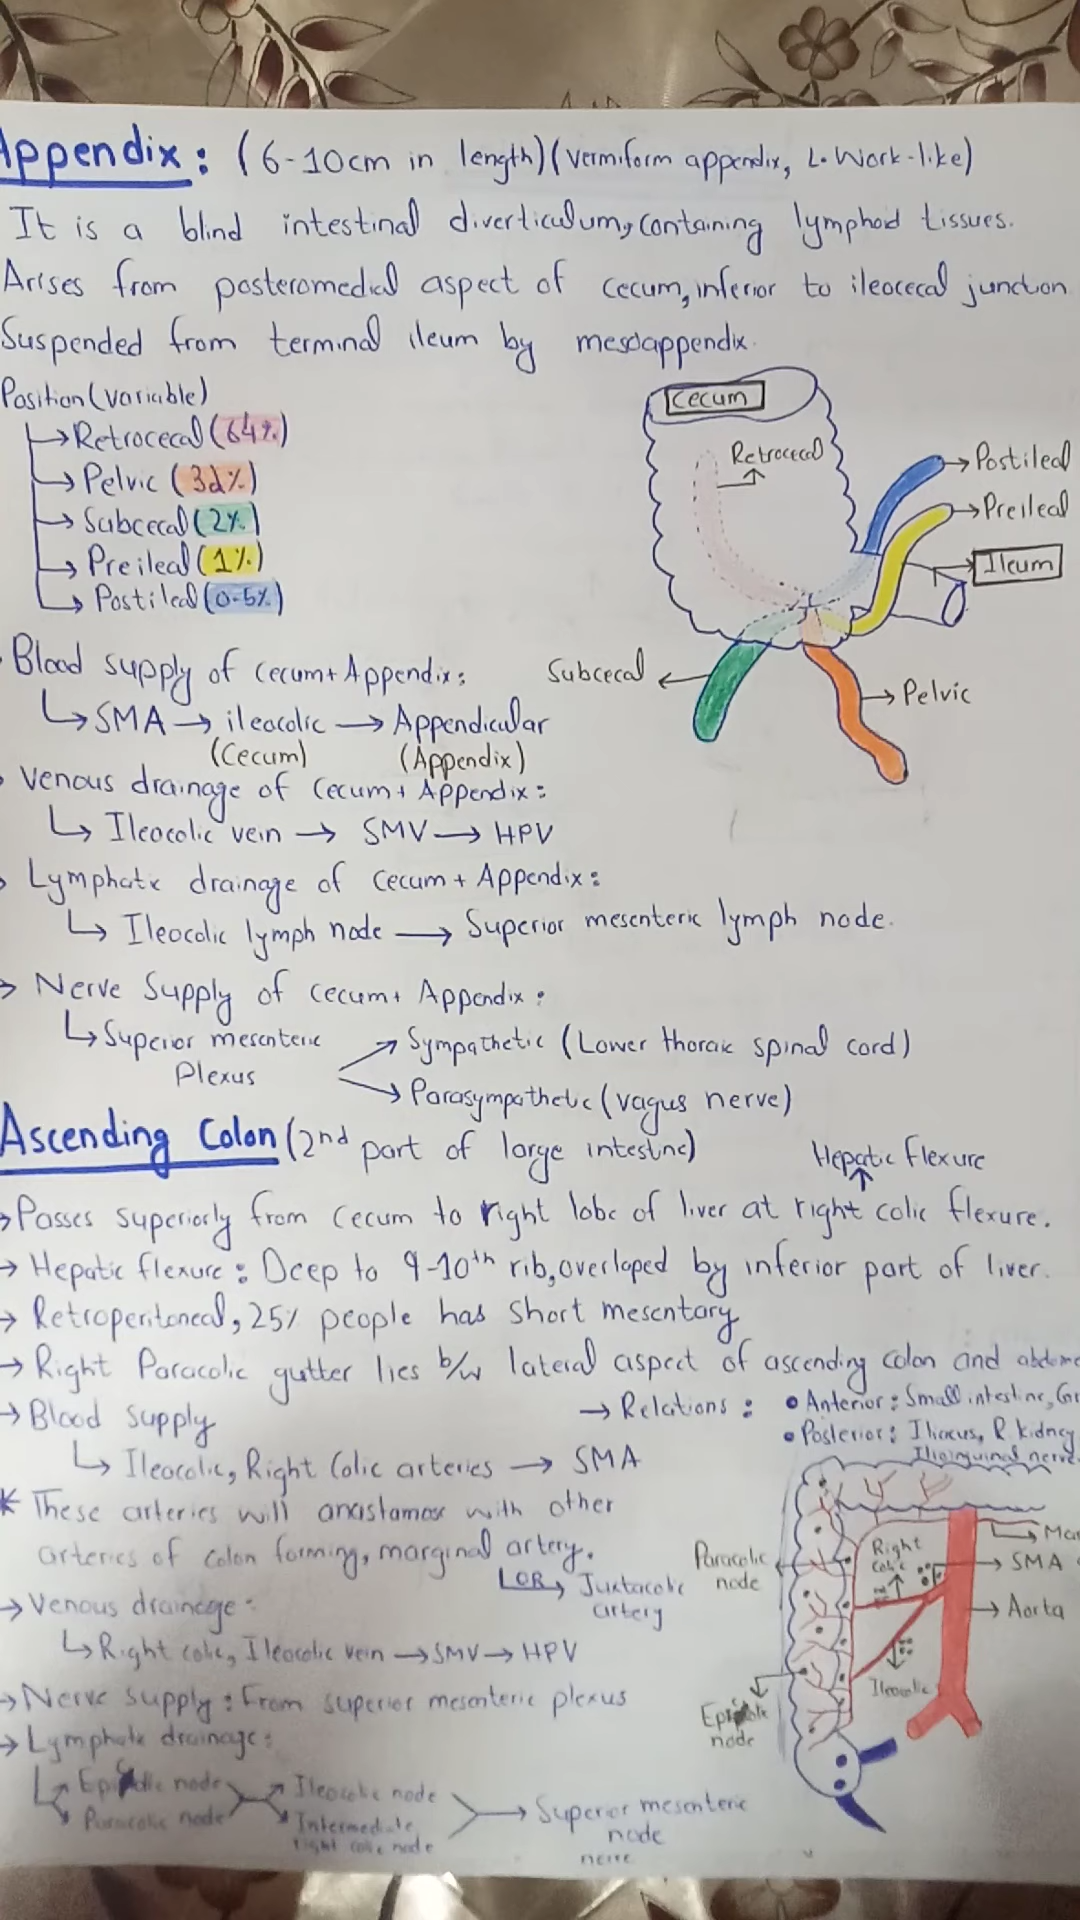 Appendix: (6-10cm in length)(vermiform appendix, L. Work-like)
It is a blind intestinal diverticulum, containing lymphoid tissues.
Arises from posteromedial aspect of cecum, inferior to ileocecal junction
Suspended from terminal ileum by mesoappendix.
Position (variable)
→ Retrocecal (64%)
→ Pelvic (32%)
→ Subcecal (2%)
→ Preileal (1%)
→ Postileal (0.5%)
Cecum
Retrocecal
Postileal
Preileal
Ileum
Subcecal
Pelvic
Blood supply of cecum + Appendix:
↳ SMA → ileocolic → Appendicular
(Cecum) (Appendix)
Venous drainage of cecum + Appendix:
↳ Ileocolic vein → SMV → HPV
Lymphatic drainage of cecum + Appendix:
↳ Ileocolic lymph node → Superior mesenteric lymph node.
→ Nerve Supply of cecum + Appendix:
↳ Superior mesenteric Plexus
→ Sympathetic (Lower thoracic spinal cord)
→ Parasympathetic (vagus nerve)
Ascending Colon (2nd part of large intestine)
Hepatic flexure
↑
→ Passes superiorly from cecum to right lobe of liver at right colic flexure.
→ Hepatic flexure: Deep to 9-10th rib, overlaped by inferior part of liver.
→ Retroperitoneal, 25% people has short mesentary
→ Right Paracolic gutter lies b/w lateral aspect of ascending colon and abdome
→ Blood supply
↳ Ileocolic, Right Colic arteries → SMA
→ Relations: • Anterior: Small intestine,
• Posterior: Iliacus, R. kidney
Ilioinguinal nerve
* These arteries will anastamose with other
arteries of colon forming, marginal artery.
OR → Juxtacolic artery
→ Venous drainage:
↳ Right colic, Ileocolic vein → SMV → HPV
→ Nerve supply: From superior mesenteric plexus
→ Lymphatic drainage:
node
Paracolic node
→ Ileocolic node
→ Intermediate right colic node
→ Superior mesenteric node
nerve
Paracolic node
Right colic
Mar
SMA
Aorta
Ileocolic
node